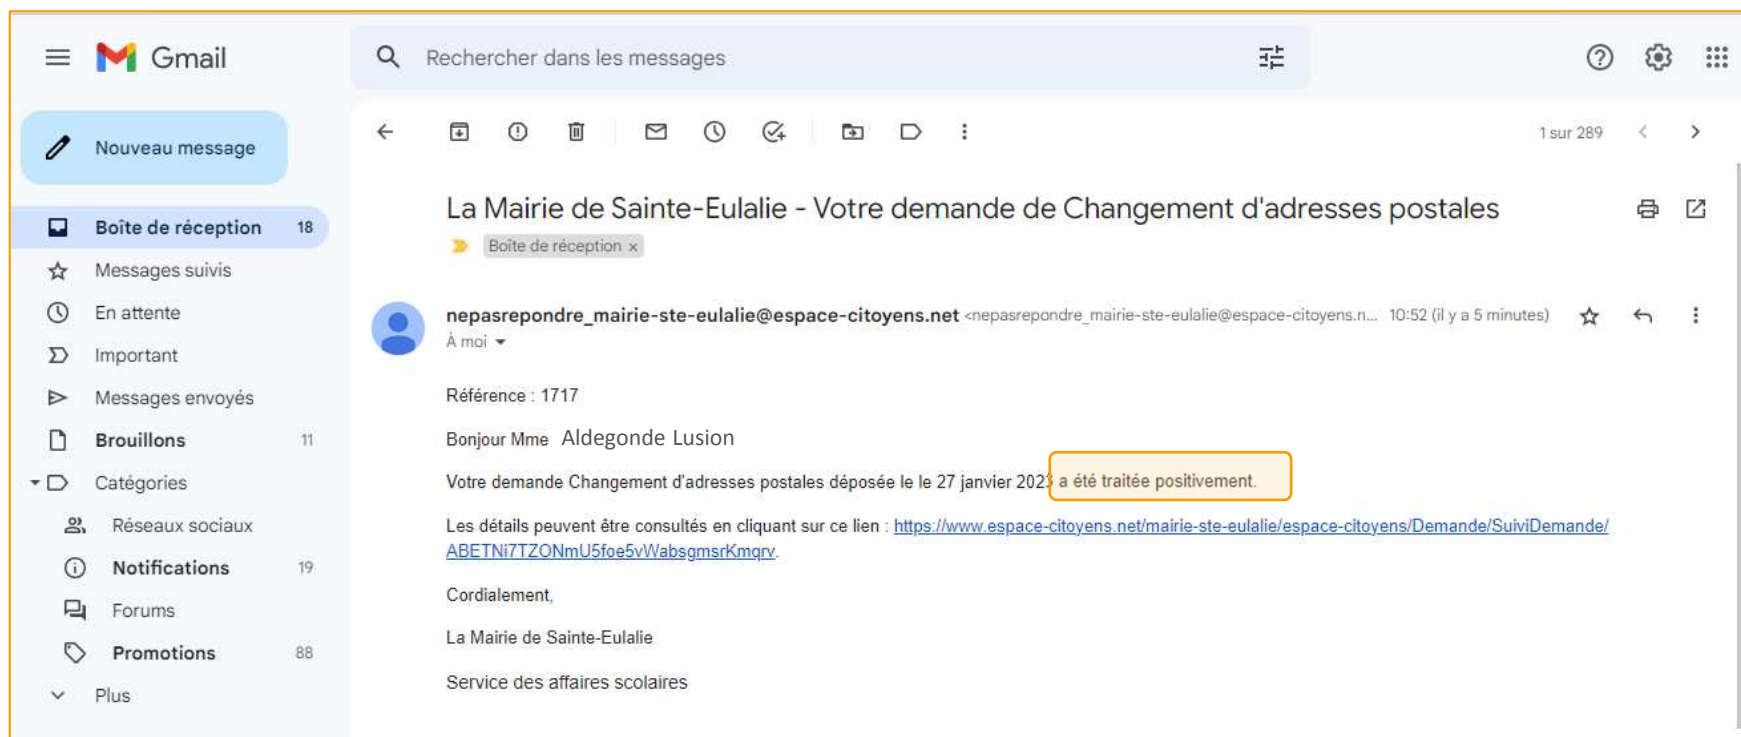 Gmail
Rechercher dans les messages
Nouveau message
1 sur 289
Boîte de réception 18
Messages suivis
En attente
Important
Messages envoyés
Brouillons 11
Catégories
Réseaux sociaux
Notifications 19
Forums
Promotions 88
Plus
La Mairie de Sainte-Eulalie - Votre demande de Changement d'adresses postales
Boîte de réception x
nepasrepondre_mairie-ste-eulalie@espace-citoyens.net <nepasrepondre_mairie-ste-eulalie@espace-citoyens.n... 10:52 (il y a 5 minutes)
À moi
Référence : 1717
Bonjour Mme Aldegonde Lusion
Votre demande Changement d'adresses postales déposée le le 27 janvier 2023 a été traitée positivement.
Les détails peuvent être consultés en cliquant sur ce lien : https://www.espace-citoyens.net/mairie-ste-eulalie/espace-citoyens/Demande/SuiviDemande/
ABETNi7TZONmU5foe5vWabsgmsrKmqrv.
Cordialement,
La Mairie de Sainte-Eulalie
Service des affaires scolaires